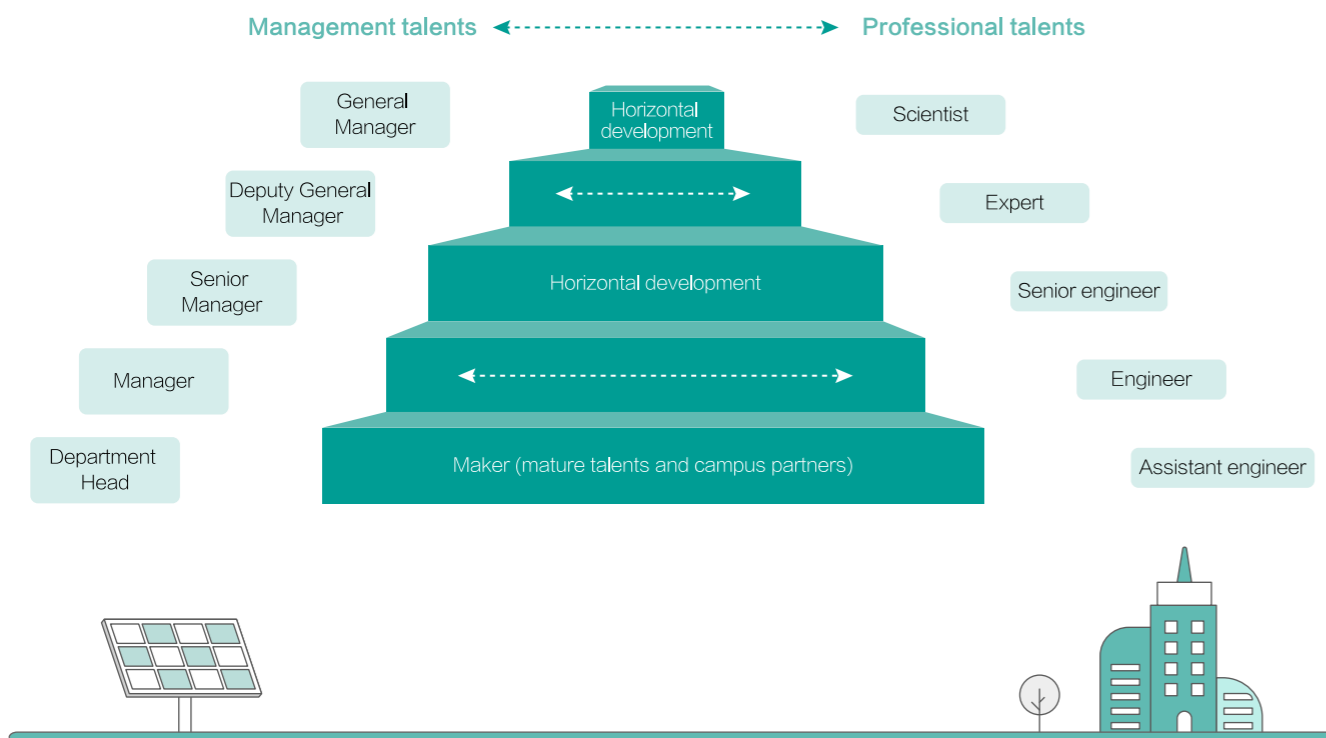 Management talents
Professional talents
General
Manager
Horizontal
development
Scientist
Deputy General
Manager
Expert
Senior
Manager
Horizontal development
Senior engineer
Manager
Engineer
Department
Head
Maker (mature talents and campus partners)
Assistant engineer